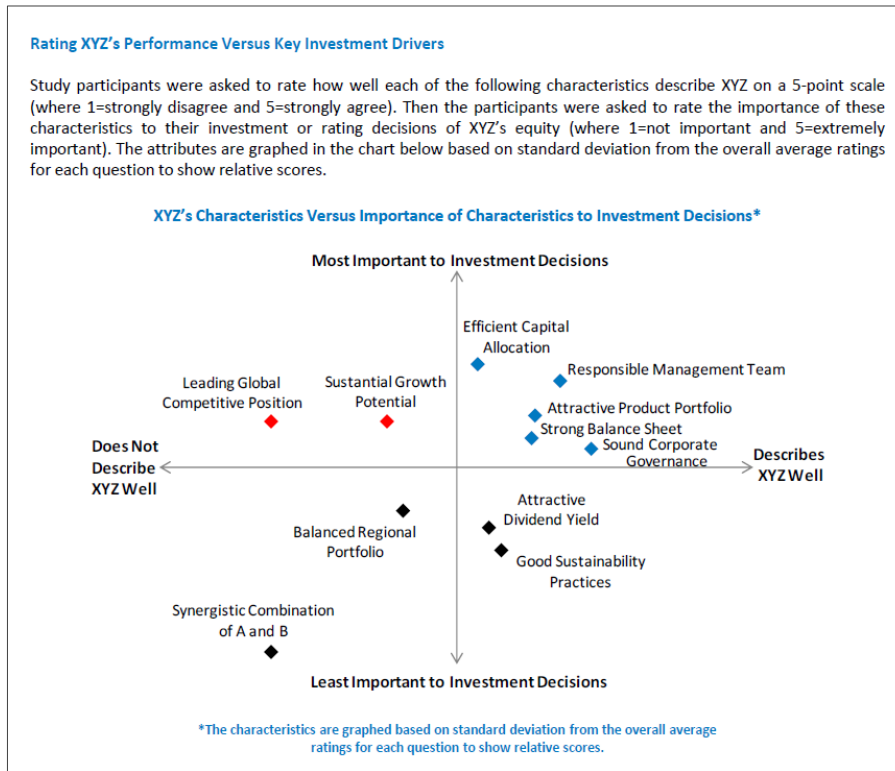 Rating XYZ's Performance Versus Key Investment Drivers
Study participants were asked to rate how well each of the following characteristics describe XYZ on a 5-point scale
(where 1=strongly disagree and 5=strongly agree). Then the participants were asked to rate the importance of these
characteristics to their investment or rating decisions of XYZ's equity (where 1=not important and 5=extremely
important). The attributes are graphed in the chart below based on standard deviation from the overall average ratings
for each question to show relative scores.
XYZ's Characteristics Versus Importance of Characteristics to Investment Decisions*
Most Important to Investment Decisions
Efficient Capital
Allocation
Responsible Management Team
Leading Global
Competitive Position
Sustantial Growth
Potential
Attractive Product Portfolio
Strong Balance Sheet
Sound Corporate
Governance
Does Not
Describe
XYZ Well
Describes
XYZ Well
Balanced Regional
Portfolio
Attractive
Dividend Yield
Good Sustainability
Practices
Synergistic Combination
of A and B
Least Important to Investment Decisions
*The characteristics are graphed based on standard deviation from the overall average
ratings for each question to show relative scores.